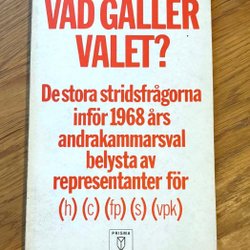 VAD GÄLLER
VALET?
De stora stridsfrågorna
inför 1968 års
andrakammarsval
belysta av
representanter för
(h) (c) (fp) (s) (vpk)
PRISMA